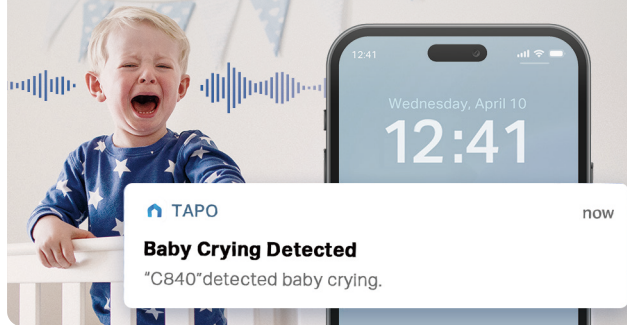 12:41
Wednesday, April 10
12:41
TAPO
now
Baby Crying Detected
"C840"detected baby crying.